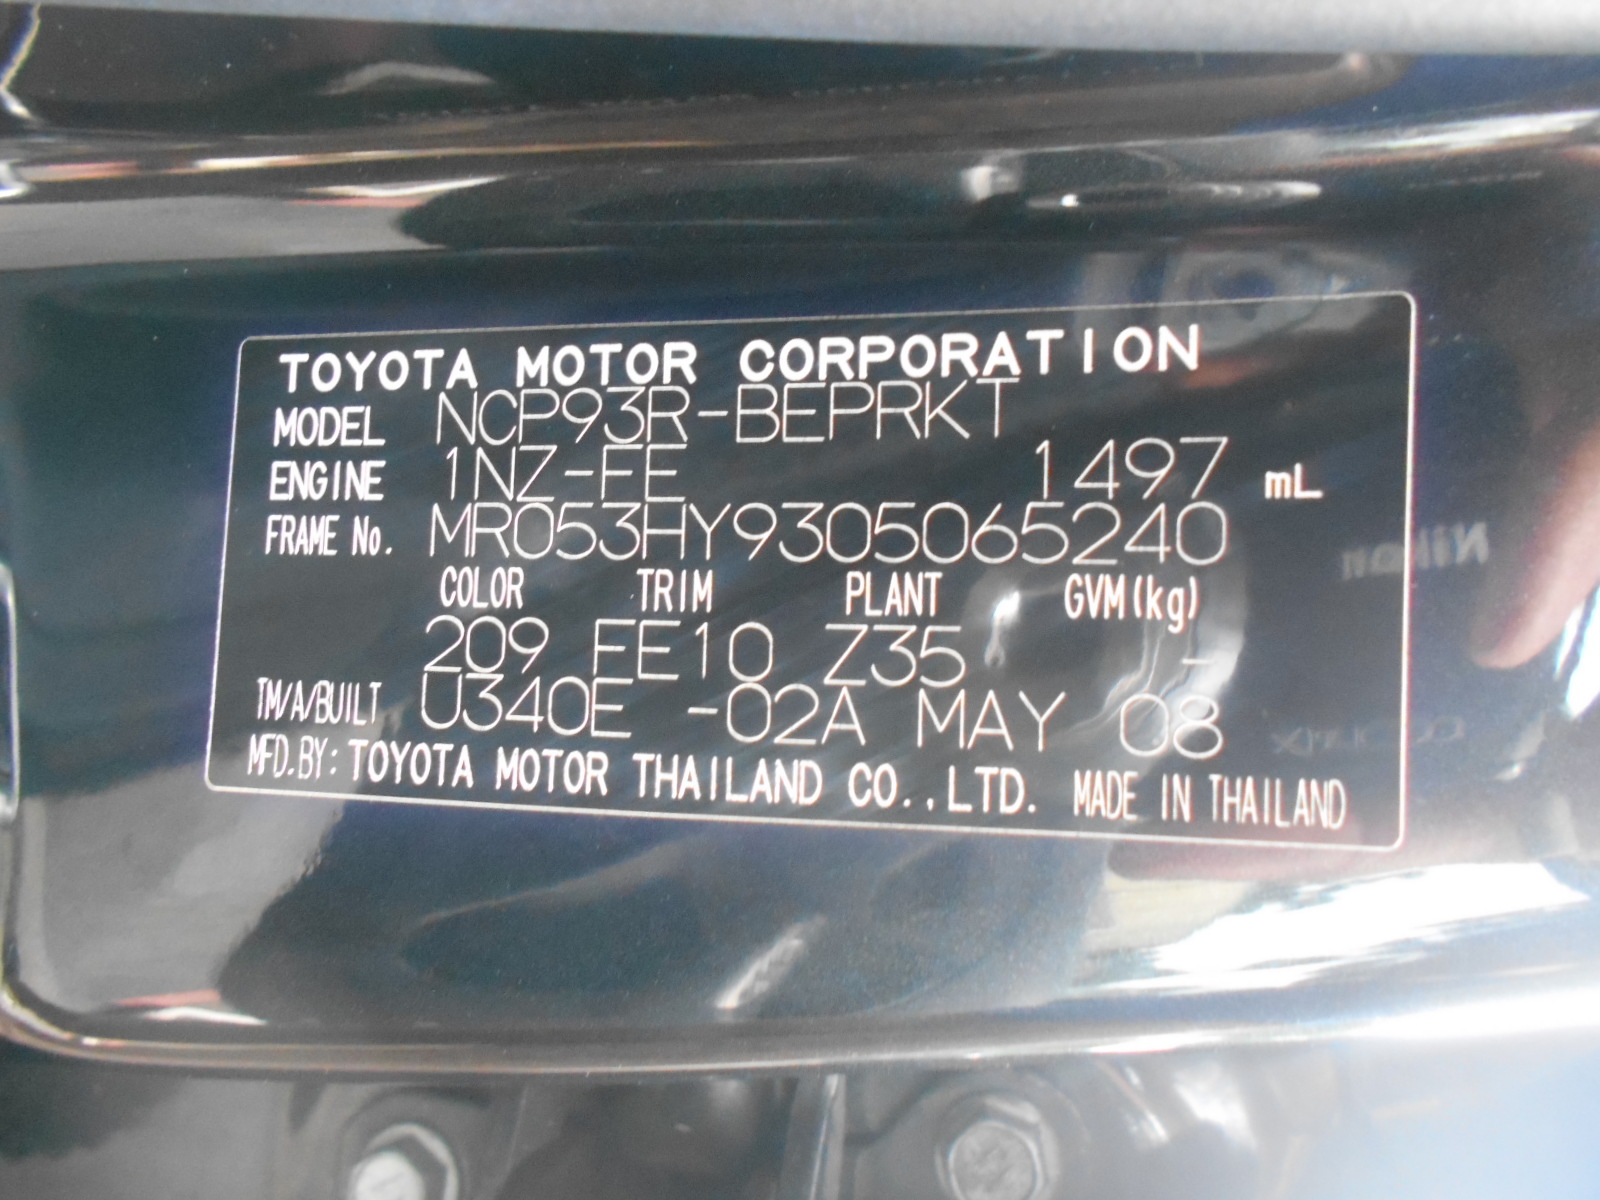 TOYOTA MOTOR CORPORATION
MODEL NCP93R-BEPRKT
ENGINE 1NZ-FE 1497 mL
FRAME No. MR053HY9305065240
COLOR TRIM PLANT GVM(kg)
209 FE10 Z35 -
TM/A/BUILT U340E -02A MAY 08
MFD.BY: TOYOTA MOTOR THAILAND CO.,LTD. MADE IN THAILAND
Nikon